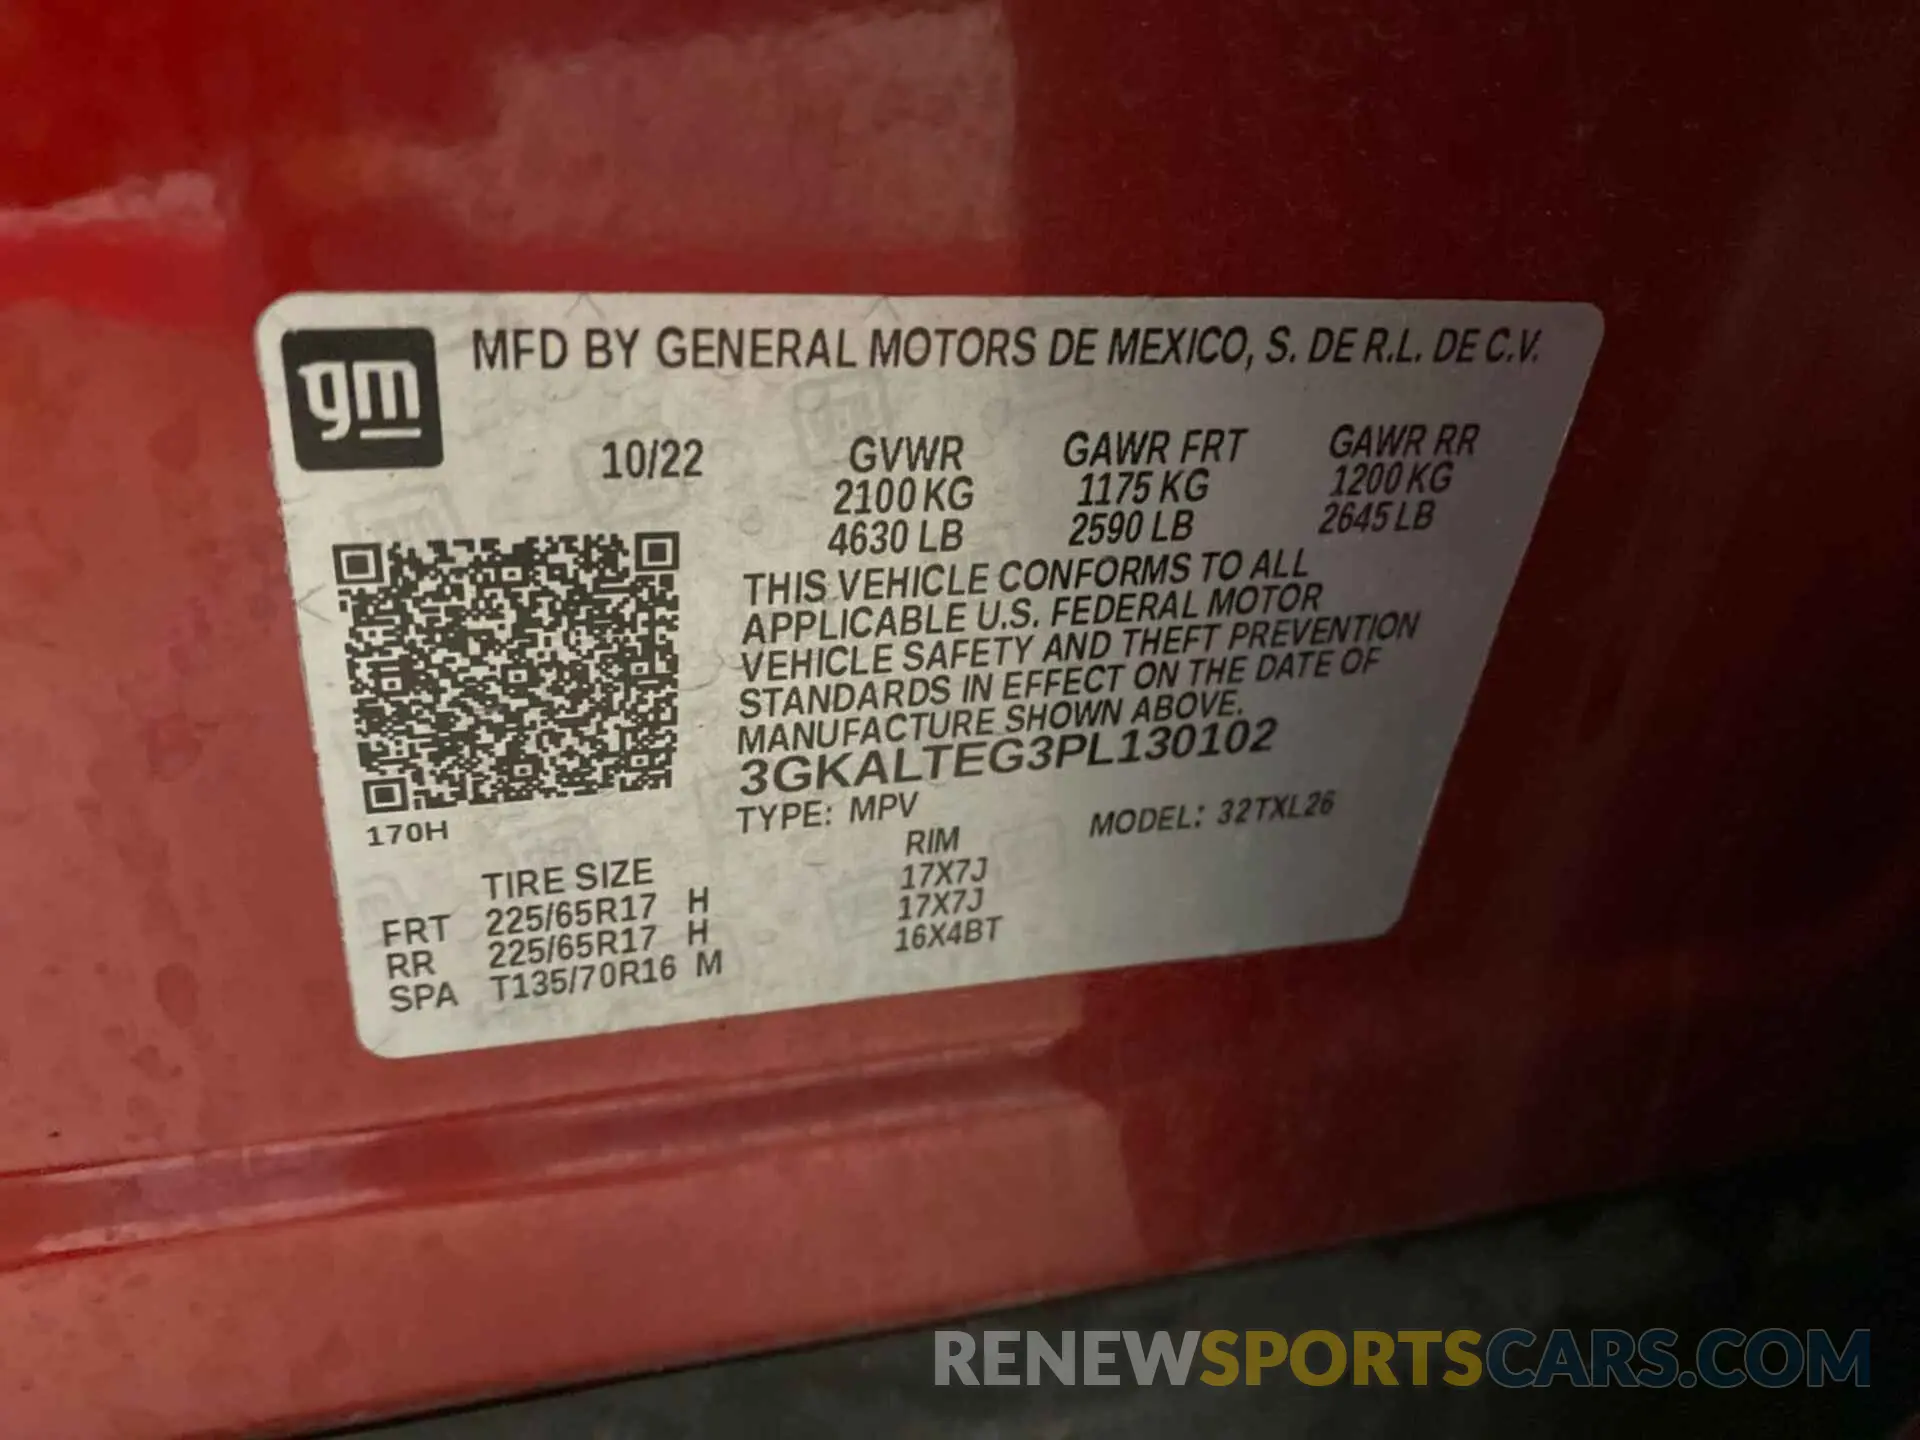 gm
MFD BY GENERAL MOTORS DE MEXICO, S. DE R.L. DE C.V.
10/22 GVWR GAWR FRT GAWR RR
2100 KG 1175 KG 1200 KG
4630 LB 2590 LB 2645 LB
THIS VEHICLE CONFORMS TO ALL
APPLICABLE U.S. FEDERAL MOTOR
VEHICLE SAFETY AND THEFT PREVENTION
STANDARDS IN EFFECT ON THE DATE OF
MANUFACTURE SHOWN ABOVE.
3GKALTEG3PL130102
170H
TYPE: MPV MODEL: 32TXL26
TIRE SIZE RIM
FRT 225/65R17 H 17X7J
RR 225/65R17 H 17X7J
SPA T135/70R16 M 16X4BT
RENEWSPORTSCARS.COM